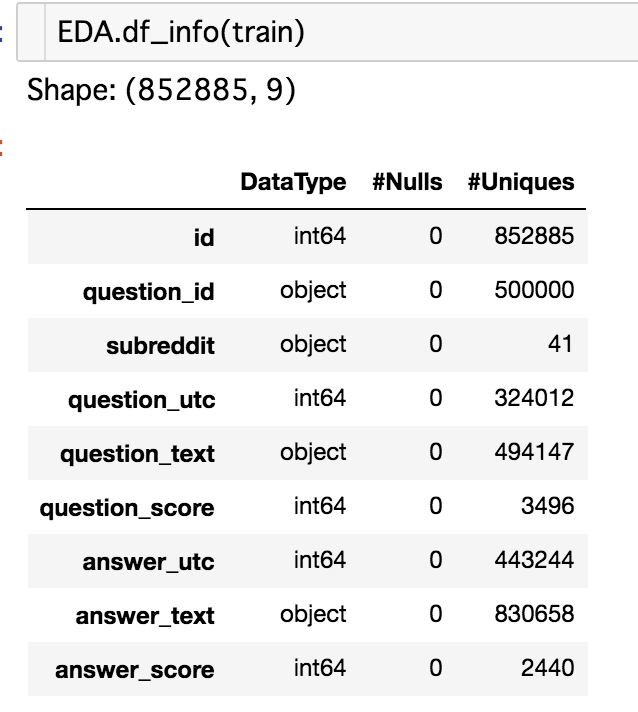 EDA.df_info(train)
Shape: (852885, 9)
DataType #Nulls #Uniques
id int64 0 852885
question_id object 0 500000
subreddit object 0 41
question_utc int64 0 324012
question_text object 0 494147
question_score int64 0 3496
answer_utc int64 0 443244
answer_text object 0 830658
answer_score int64 0 2440